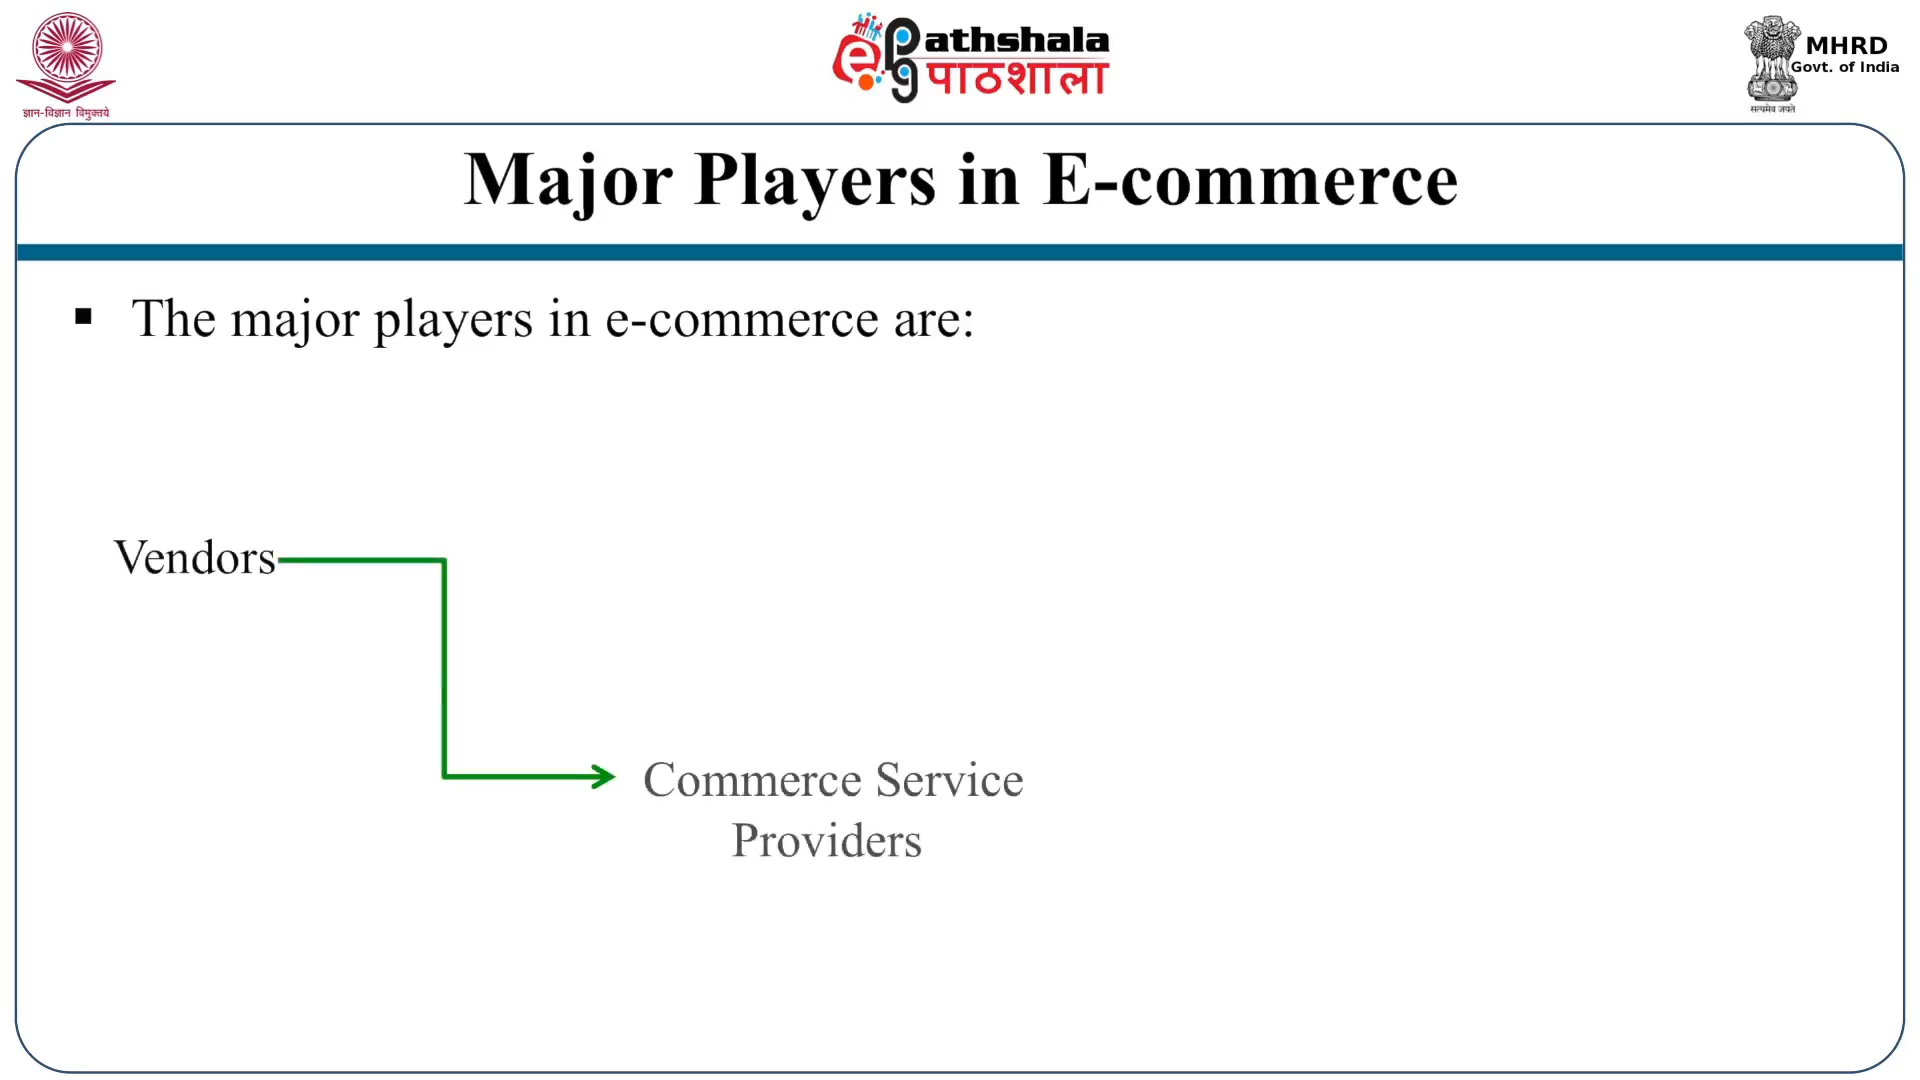 ज्ञान-विज्ञान विमुक्तये
ePathshala
पाठशाला
MHRD
Govt. of India
सत्यमेव जयते
Major Players in E-commerce
▪ The major players in e-commerce are:
Vendors
Commerce Service
Providers